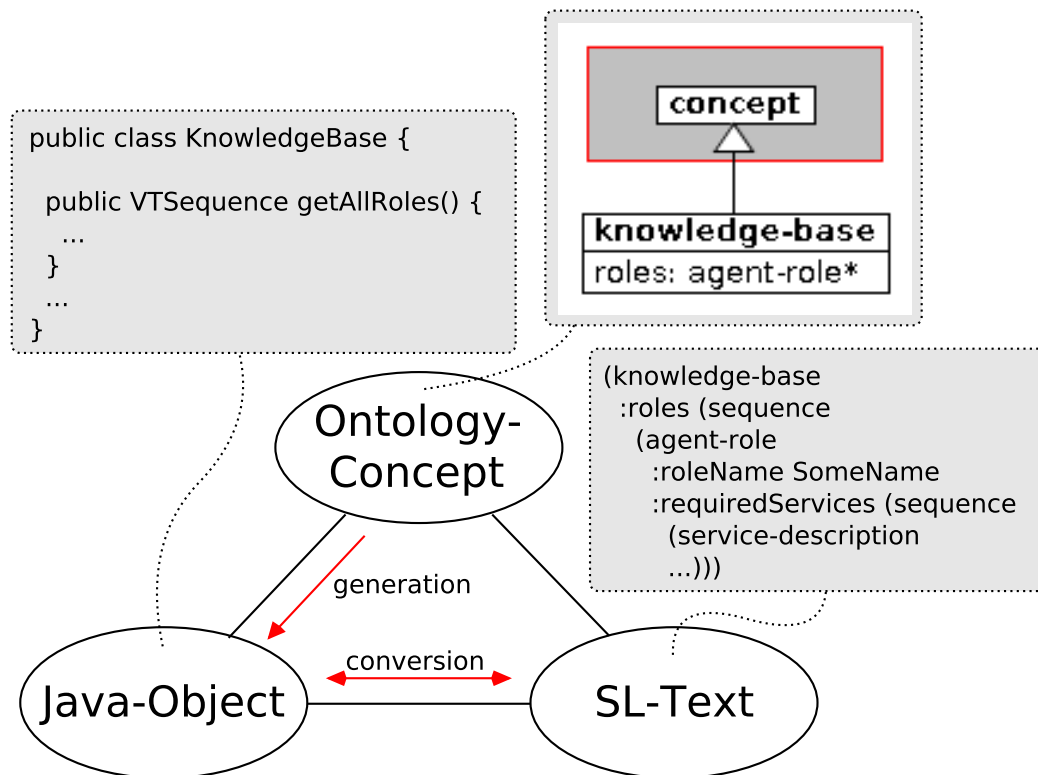 concept
knowledge-base
roles: agent-role*
public class KnowledgeBase {
public VTSequence getAllRoles() {
...
}
...
}
(knowledge-base
:roles (sequence
(agent-role
:roleName SomeName
:requiredServices (sequence
(service-description
...)))
Ontology-
Concept
generation
conversion
Java-Object
SL-Text